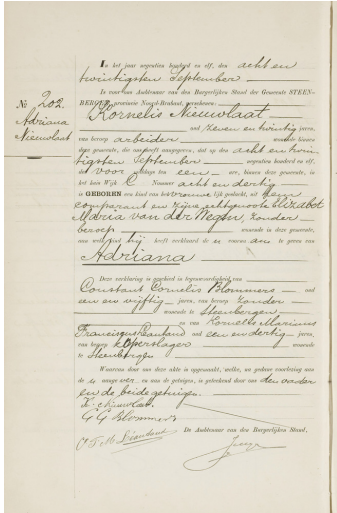 No 202.
Adriana
Nieuwlaat
In het jaar negentien honderd en elf, den acht en
twintigsten September
is voor ons Ambtenaar van den Burgerlijken Stand der Gemeente STEEN-
BERGEN, provincie Noord-Brabant, verschenen:
Kornelis Nieuwlaat
oud zeven en twintig jaren,
van beroep arbeider wonende binnen
deze gemeente, die ons heeft aangegeven, dat op den acht en twin
tigsten September negentien honderd en elf,
des voor middags ten een ure, binnen deze gemeente, in
het huis Wijk C Nummer acht en dertig
is GEBOREN een kind van het vrouwelijk geslacht, uit hem
comparant en zijne echtgenoote Elizabet
Maria van der Wegen, zonder
beroep wonende in deze gemeente,
aan welk kind hij heeft verklaard de voornaam te geven van
Adriana
Deze verklaring is geschied in tegenwoordigheid van
Constant Cornelis Blommers oud
een en vijftig jaren, van beroep zonder
wonende te Steenbergen
en van Kornelis Marinus
Franciscus oud een en dertig jaren,
van beroep koperslager wonende
te Steenbergen
Waarvan door ons deze akte is opgemaakt, welke, na gedane voorlezing aan
de aangever en aan de getuigen, is geteekend door ons den vader
en de beide getuigen.
Nieuwlaat
Blommers
De Ambtenaar van den Burgerlijken Stand,